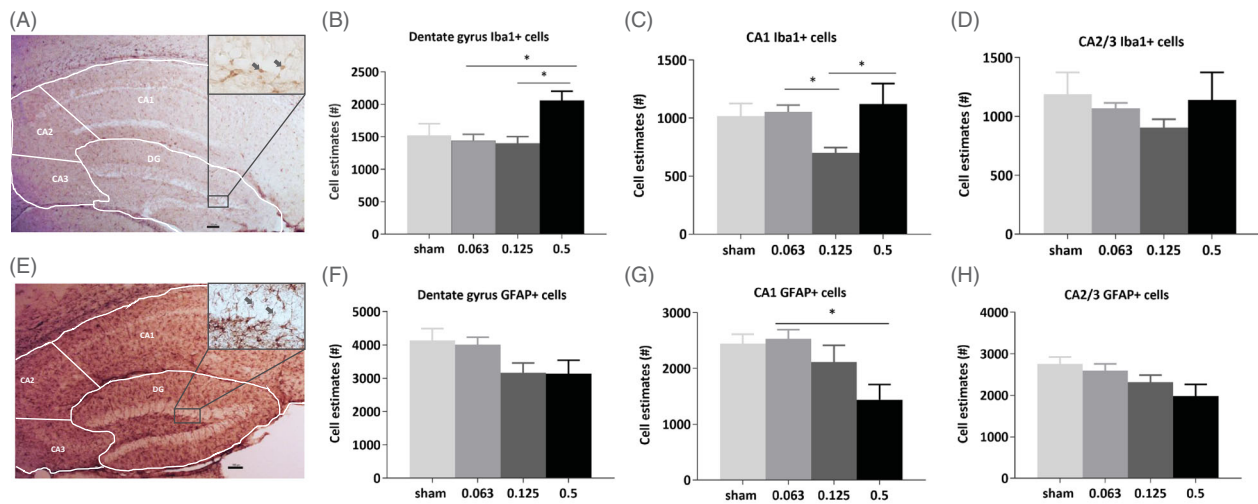 (A)
CA1
CA2
DG
CA3
(B)
Dentate gyrus Iba1+ cells
Cell estimates (#)
2500
2000
1500
1000
500
0
*
*
sham 0.063 0.125 0.5
(C)
CA1 Iba1+ cells
Cell estimates (#)
1500
1000
500
0
*
*
sham 0.063 0.125 0.5
(D)
CA2/3 Iba1+ cells
Cell estimates (#)
1500
1000
500
0
sham 0.063 0.125 0.5
(E)
CA1
CA2
DG
CA3
(F)
Dentate gyrus GFAP+ cells
Cell estimates (#)
5000
4000
3000
2000
1000
0
sham 0.063 0.125 0.5
(G)
CA1 GFAP+ cells
Cell estimates (#)
3000
2000
1000
0
*
sham 0.063 0.125 0.5
(H)
CA2/3 GFAP+ cells
Cell estimates (#)
4000
3000
2000
1000
0
sham 0.063 0.125 0.5